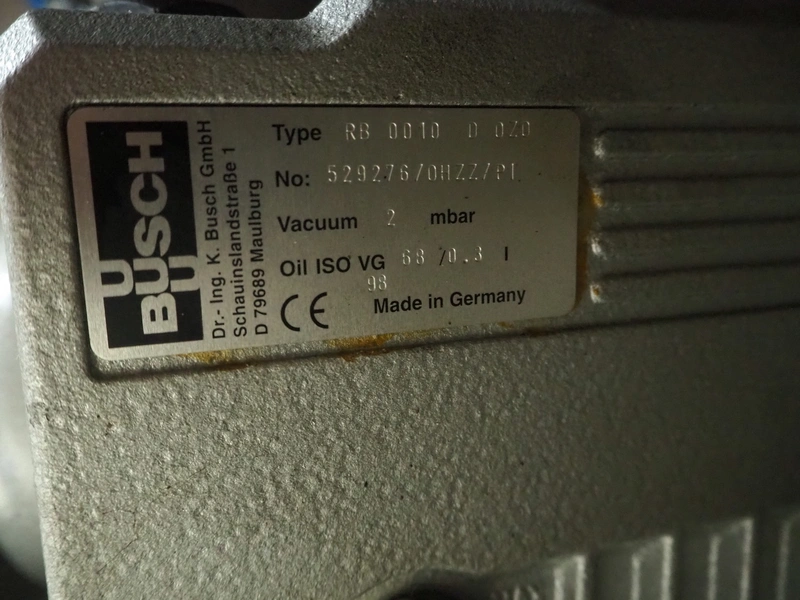 U
BUSCH
U
Dr.- Ing. K. Busch GmbH
Schauinslandstraße 1
D 79689 Maulburg
Type RB 0010 D 0Z0
No: 529276/0HZZ/P1
Vacuum 2 mbar
Oil ISO VG 68 /0.3 l
98
CE Made in Germany